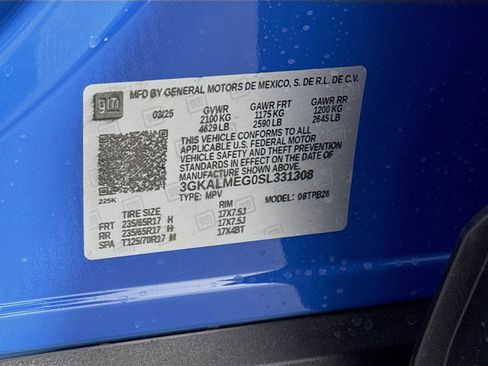 gm
MFD BY GENERAL MOTORS DE MEXICO, S. DE R.L. DE C.V.
03/25 GVWR GAWR FRT GAWR RR
2100 KG 1175 KG 1200 KG
4629 LB 2590 LB 2645 LB
THIS VEHICLE CONFORMS TO ALL
APPLICABLE U.S. FEDERAL MOTOR
VEHICLE SAFETY AND THEFT PREVENTION
STANDARDS IN EFFECT ON THE DATE OF
MANUFACTURE SHOWN ABOVE.
3GKALMEG0SL331308
TYPE: MPV MODEL: 06TPB26
225K
TIRE SIZE RIM
FRT 235/65R17 H 17X7.5J
RR 235/65R17 H 17X7.5J
SPA T125/70R17 M 17X4BT